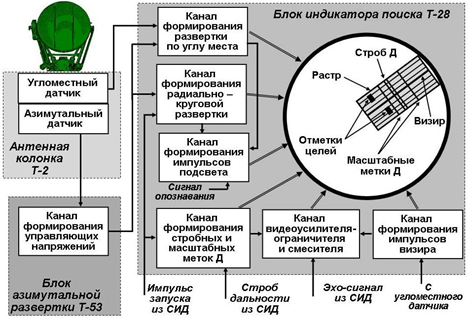 Блок индикатора поиска Т-28
Канал
формирования
развертки
по углу места
Угломестный
датчик
Азимутальный
датчик
Антенная
колонка
Т-2
Канал
формирования
радиально –
круговой
развертки
Канал
формирования
импульсов
подсвета
Сигнал
опознавания
Строб Д
Растр
Визир
Отметки
целей
Масштабные
метки Д
Канал
формирования
управляющих
напряжений
Блок
азимутальной
развертки Т-53
Канал
формирования
стробных и
масштабных
меток Д
Канал
видеоусилителя-
ограничителя
и смесителя
Канал
формирования
импульсов
визира
Импульс
запуска
из СИД
Строб
дальности
из СИД
Эхо-сигнал
из СИД
С
угломестного
датчика